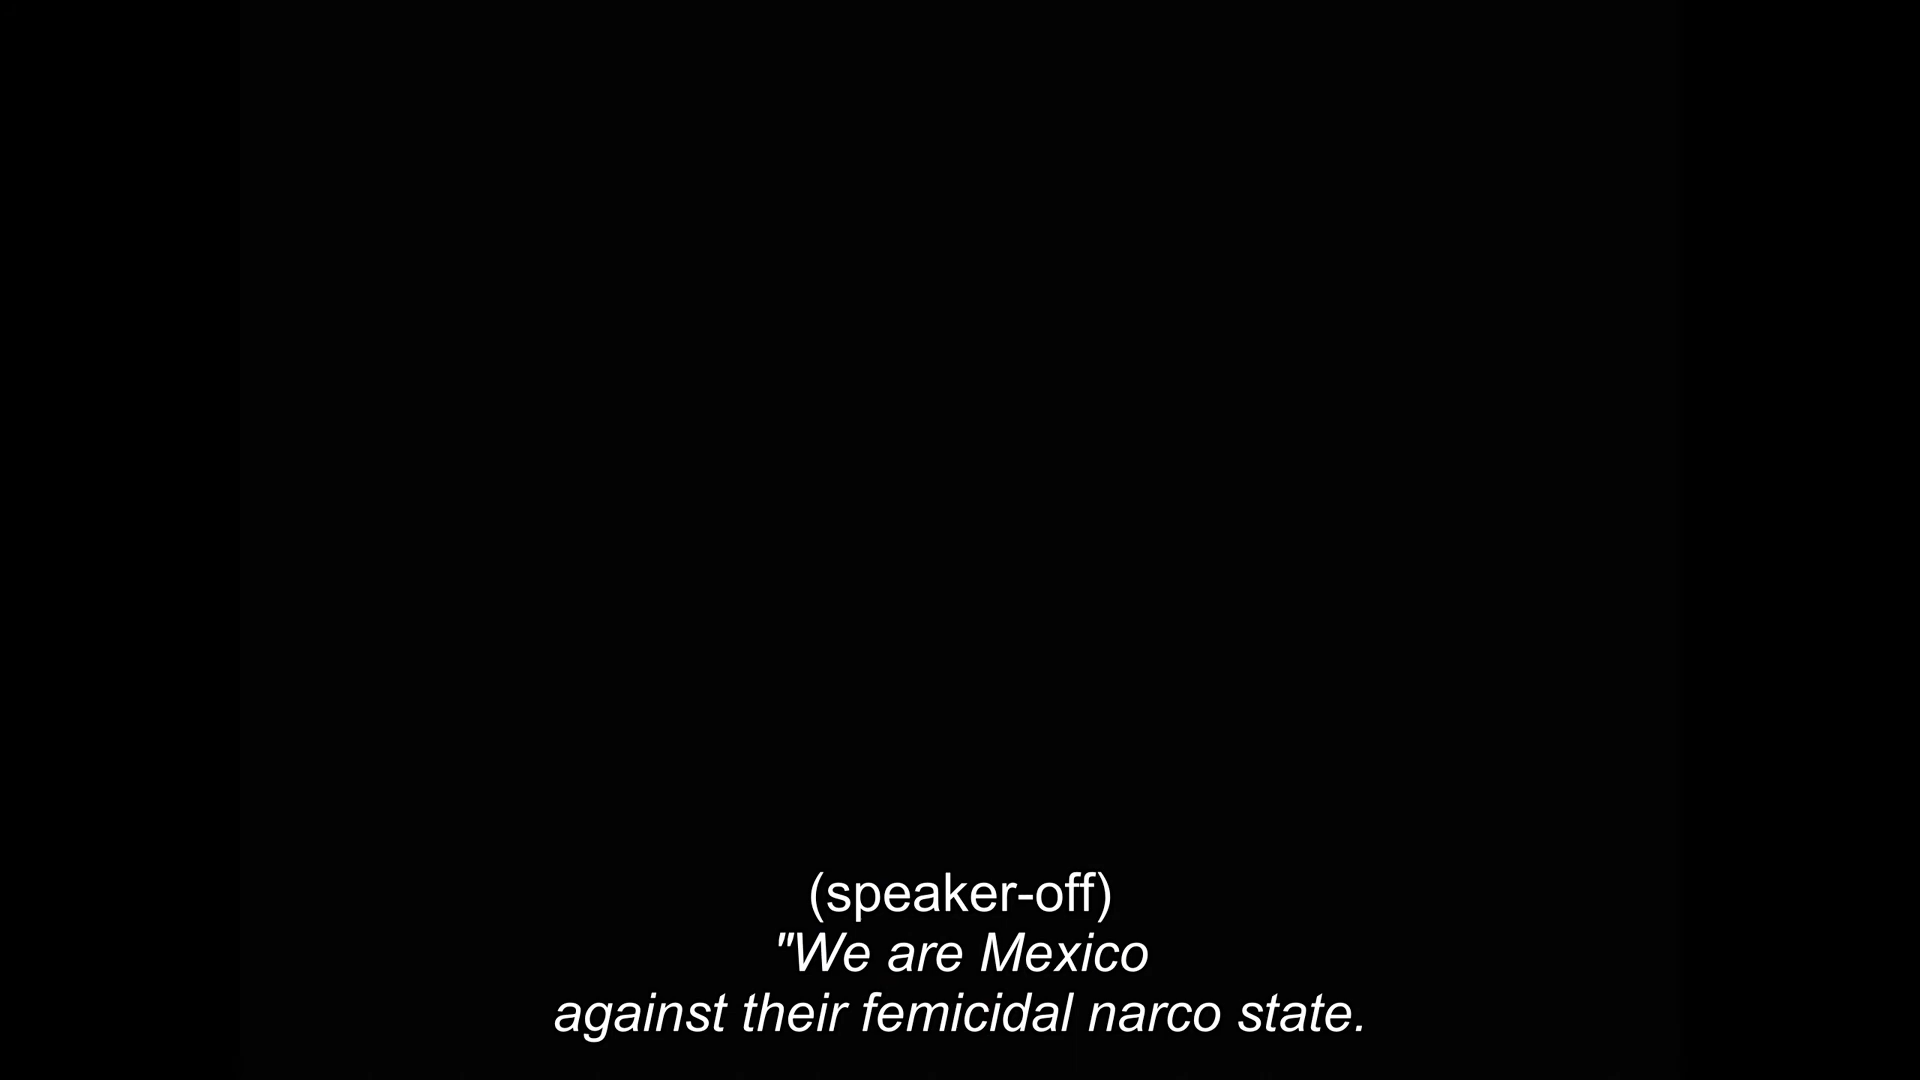 (speaker-off)
"We are Mexico
against their femicidal narco state.